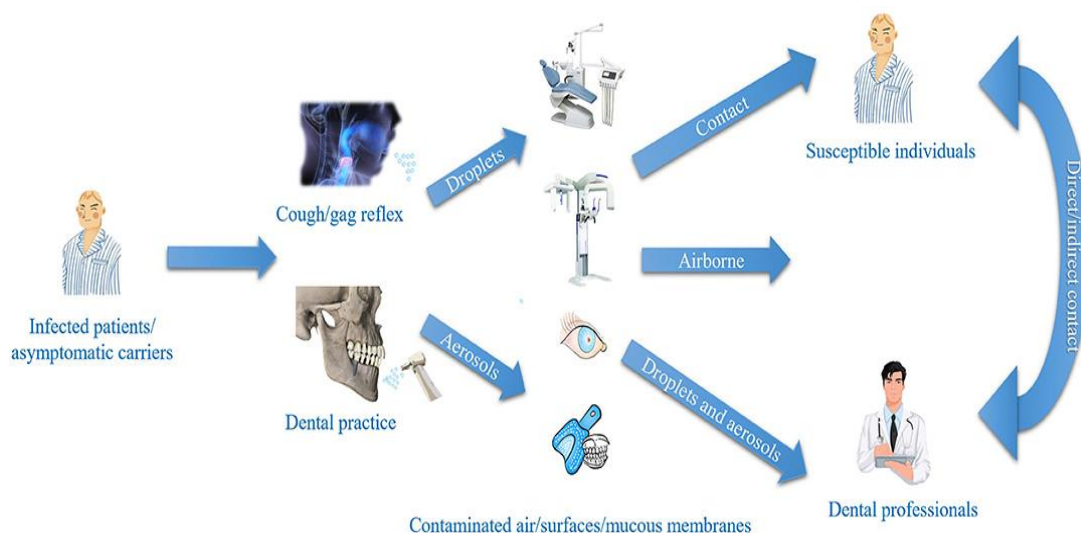 Infected patients/
asymptomatic carriers
Cough/gag reflex
Dental practice
Droplets
Aerosols
Contaminated air/surfaces/mucous membranes
Contact
Airborne
Droplets and aerosols
Susceptible individuals
Dental professionals
Direct/indirect contact